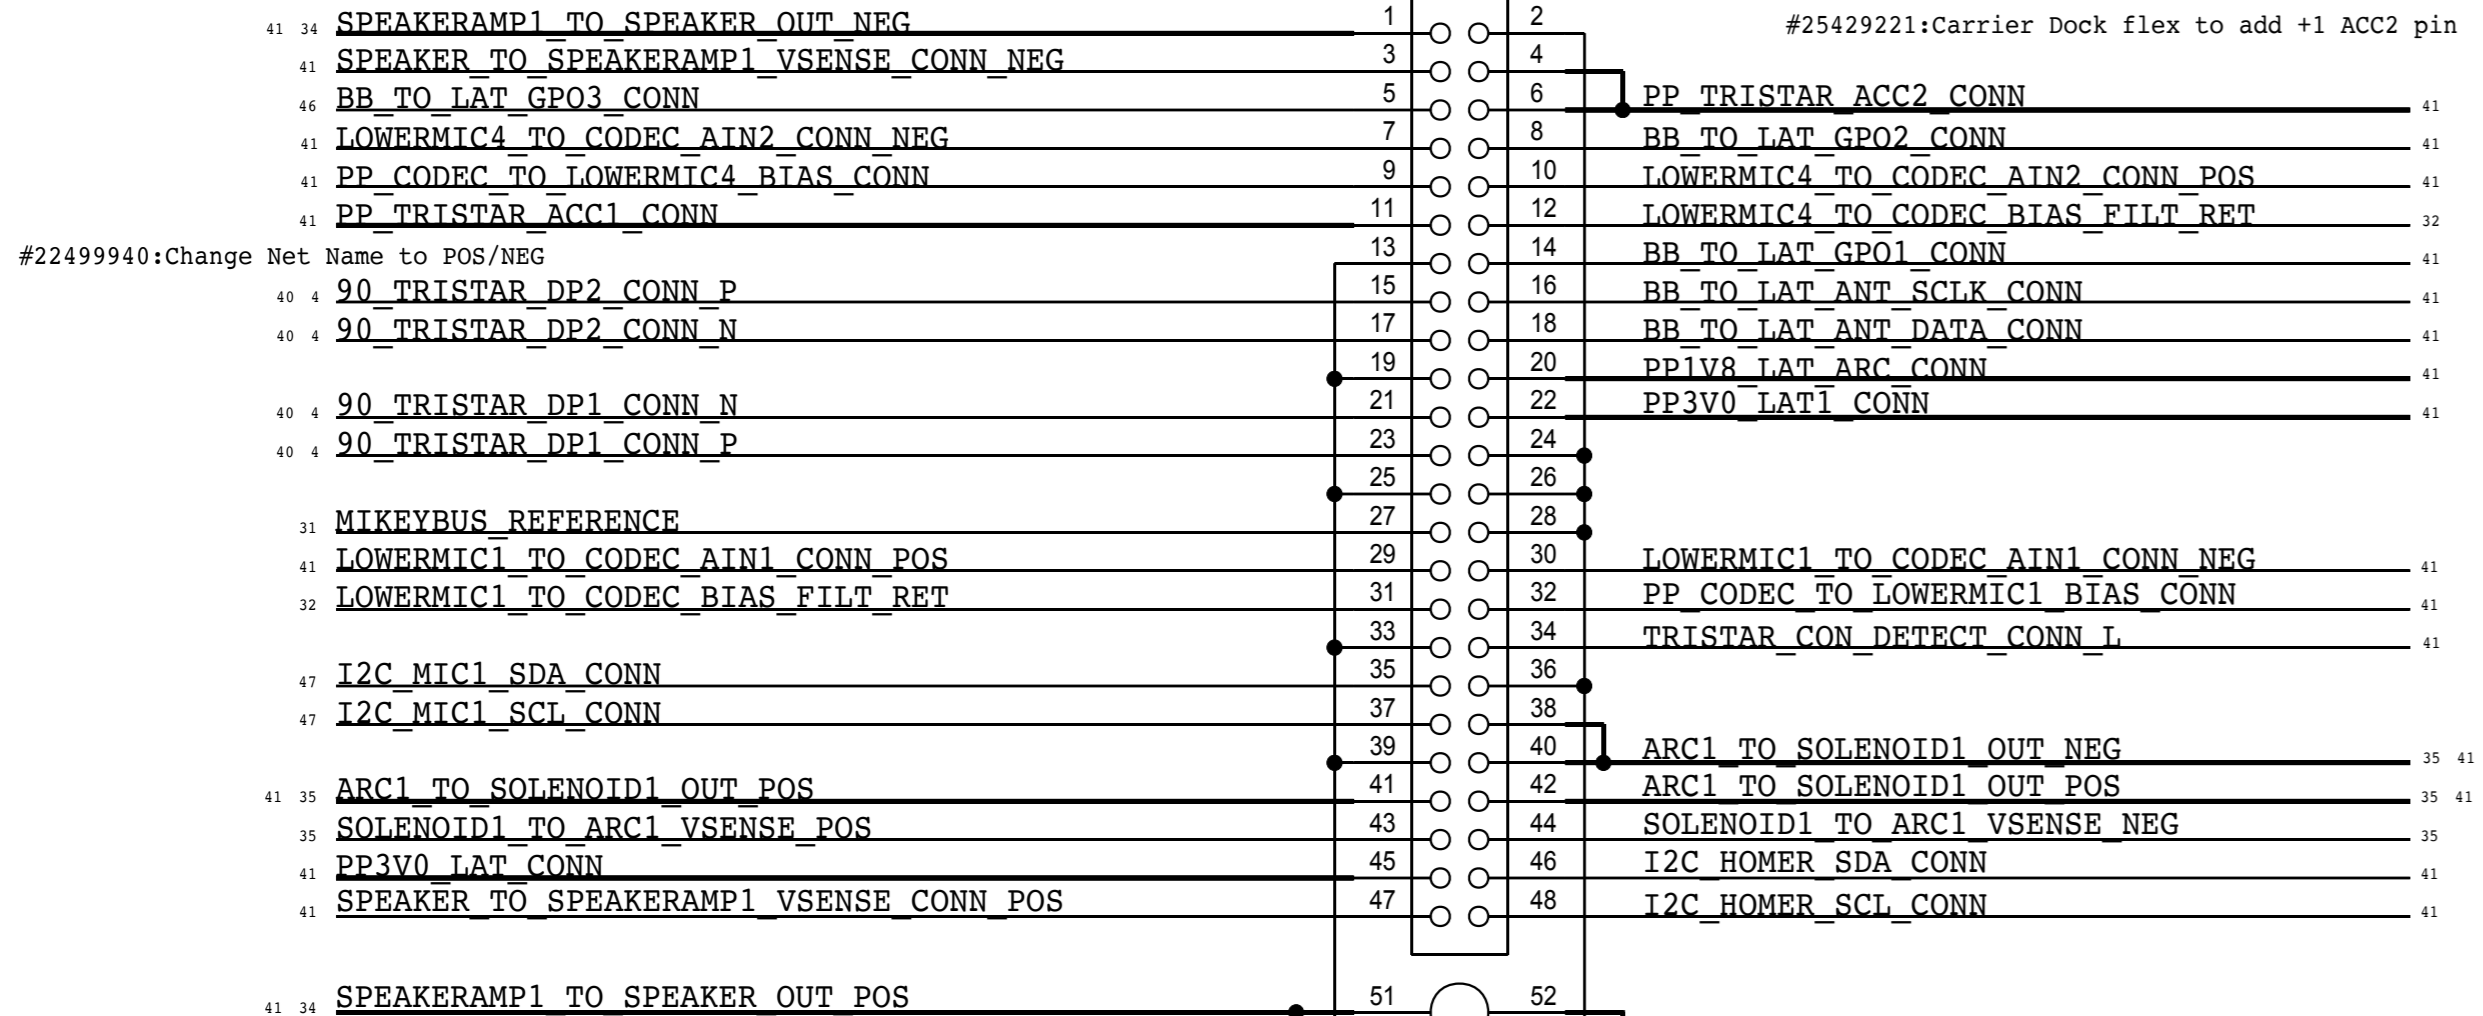 41 34 SPEAKERAMP1_TO_SPEAKER_OUT_NEG 1 2 #25429221:Carrier Dock flex to add +1 ACC2 pin
41 SPEAKER_TO_SPEAKERAMP1_VSENSE_CONN_NEG 3 4
46 BB_TO_LAT_GPO3_CONN 5 6 PP_TRISTAR_ACC2_CONN 41
41 LOWERMIC4_TO_CODEC_AIN2_CONN_NEG 7 8 BB_TO_LAT_GPO2_CONN 41
41 PP_CODEC_TO_LOWERMIC4_BIAS_CONN 9 10 LOWERMIC4_TO_CODEC_AIN2_CONN_POS 41
41 PP_TRISTAR_ACC1_CONN 11 12 LOWERMIC4_TO_CODEC_BIAS_FILT_RET 32
#22499940:Change Net Name to POS/NEG 13 14 BB_TO_LAT_GPO1_CONN 41
40 4 90_TRISTAR_DP2_CONN_P 15 16 BB_TO_LAT_ANT_SCLK_CONN 41
40 4 90_TRISTAR_DP2_CONN_N 17 18 BB_TO_LAT_ANT_DATA_CONN 41
19 20 PP1V8_LAT_ARC_CONN 41
40 4 90_TRISTAR_DP1_CONN_N 21 22 PP3V0_LAT1_CONN 41
40 4 90_TRISTAR_DP1_CONN_P 23 24
25 26
31 MIKEYBUS_REFERENCE 27 28
41 LOWERMIC1_TO_CODEC_AIN1_CONN_POS 29 30 LOWERMIC1_TO_CODEC_AIN1_CONN_NEG 41
32 LOWERMIC1_TO_CODEC_BIAS_FILT_RET 31 32 PP_CODEC_TO_LOWERMIC1_BIAS_CONN 41
33 34 TRISTAR_CON_DETECT_CONN_L 41
47 I2C_MIC1_SDA_CONN 35 36
47 I2C_MIC1_SCL_CONN 37 38
39 40 ARC1_TO_SOLENOID1_OUT_NEG 35 41
41 35 ARC1_TO_SOLENOID1_OUT_POS 41 42 ARC1_TO_SOLENOID1_OUT_POS 35 41
35 SOLENOID1_TO_ARC1_VSENSE_POS 43 44 SOLENOID1_TO_ARC1_VSENSE_NEG 35
41 PP3V0_LAT_CONN 45 46 I2C_HOMER_SDA_CONN 41
41 SPEAKER_TO_SPEAKERAMP1_VSENSE_CONN_POS 47 48 I2C_HOMER_SCL_CONN 41
41 34 SPEAKERAMP1_TO_SPEAKER_OUT_POS 51 52